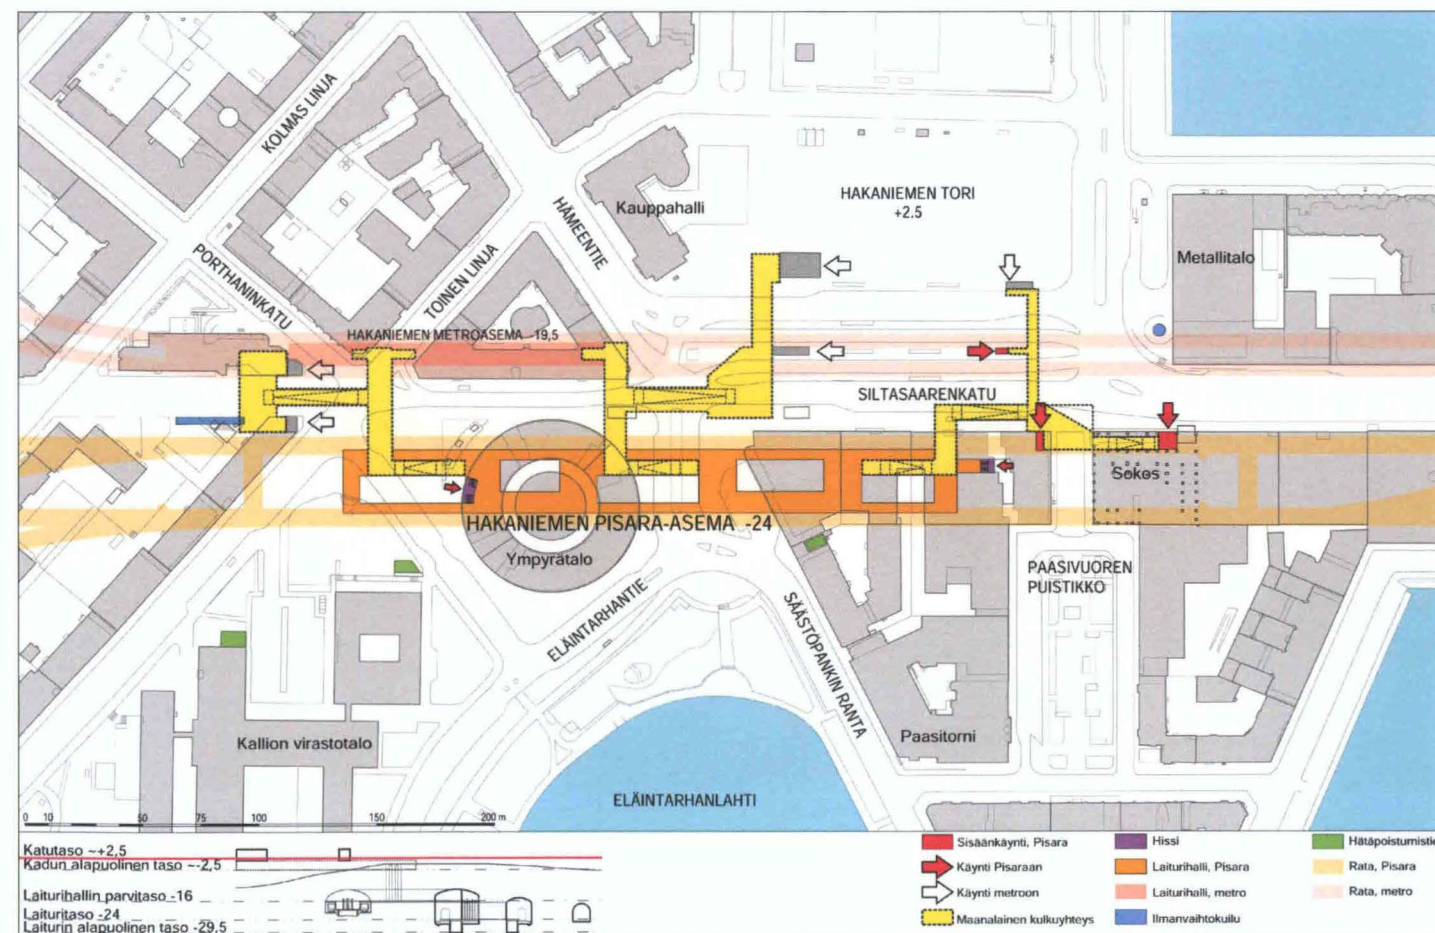 KOLMAS LINJA
HÄMEENTIE
Kauppahalli
HAKANIEMEN TORI
+2.5
PORTHANINKATU
TOINEN LINJA
Metallitalo
HAKANIEMEN METROASEMA -19,5
SILTASAARENKATU
Sokos
HAKANIEMEN PISARA-ASEMA -24
Ympyrätalo
PAASIVUOREN
PUISTIKKO
ELÄINTARHANTIE
SÄÄSTÖPANKIN RANTA
Kallion virastotalo
Paasitorni
ELÄINTARHANLAHTI
0 10 50 75 100 150 200 m
Katutaso ~+2,5
Kadun alapuolinen taso ~-2,5
Laiturihallin parvitaso -16
Laituritaso -24
Laiturin alapuolinen taso -29,5
Sisäänkäynti, Pisara
Käynti Pisaraan
Käynti metroon
Maanalainen kulkuyhteys
Hissi
Laiturihalli, Pisara
Laiturihalli, metro
Ilmanvaihtokuilu
Hätäpoistumistie
Rata, Pisara
Rata, metro